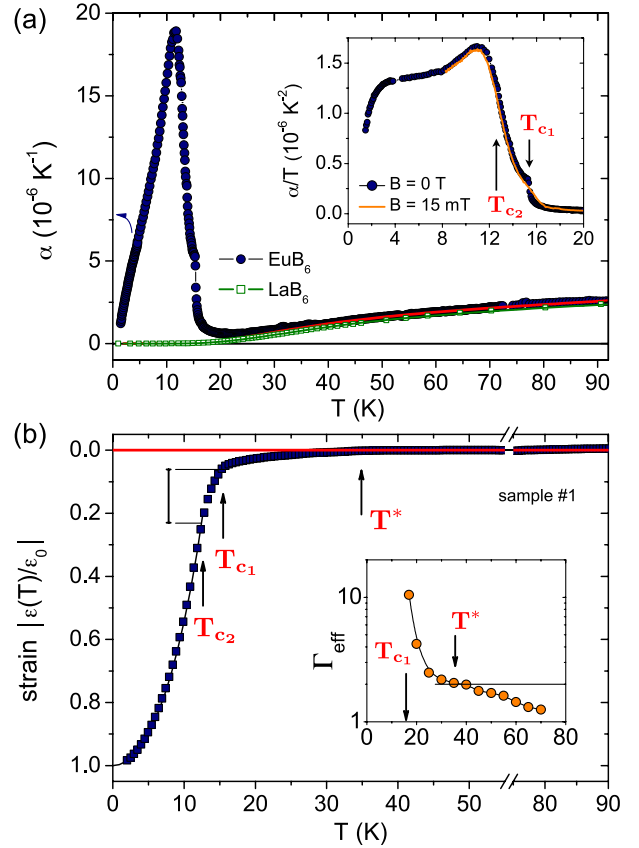 (a)
20
15
10
5
0
α (10⁻⁶ K⁻¹)
0 10 20 30 40 50 60 70 80 90
T (K)
EuB₆
LaB₆
1.5
1.0
0.5
0.0
α/T (10⁻⁶ K⁻²)
T_c₁
T_c₂
B = 0 T
B = 15 mT
0 4 8 12 16 20
(b)
0.0
0.2
0.4
0.6
0.8
1.0
strain |ε(T)/ε₀|
sample #1
T*
T_c₁
T_c₂
10
1
Γeff
T*
T_c₁
0 20 40 60 80
T (K)
0 10 20 30 40 50 80 90
T (K)